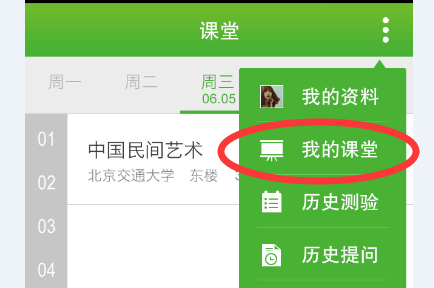 课堂
周一 周二 周三
06.05
我的资料
01
中国民间艺术
我的课堂
北京交通大学 东楼
02
历史测验
03
历史提问
04